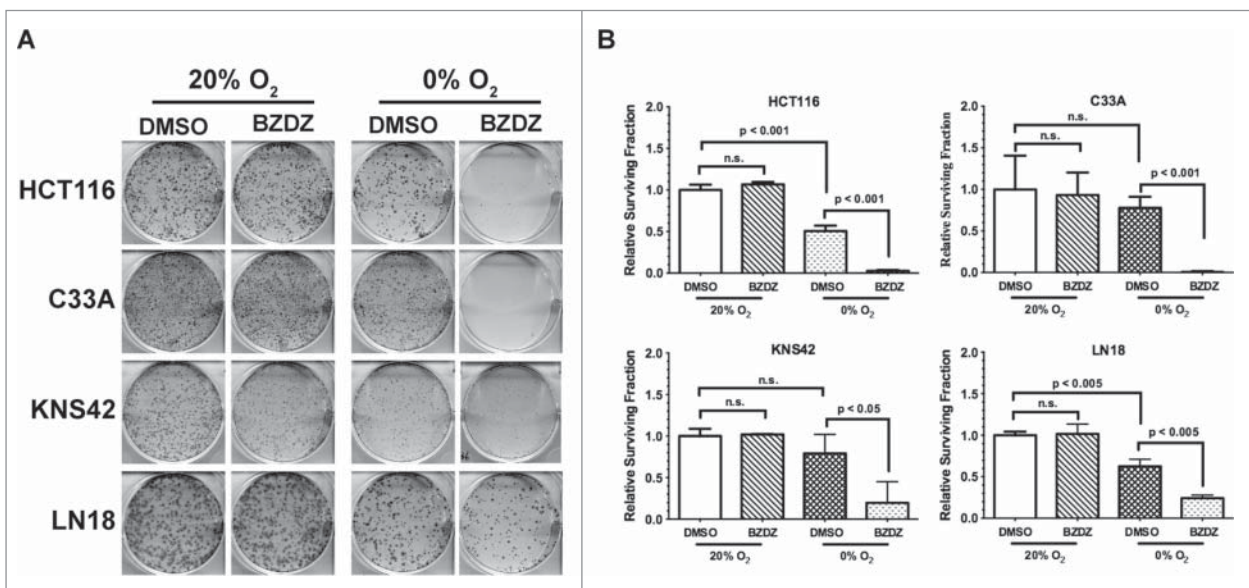 A
20% O2 0% O2
DMSO BZDZ DMSO BZDZ
HCT116
C33A
KNS42
LN18
B
HCT116
Relative Surviving Fraction
2.0
1.5
1.0
0.5
0.0
p < 0.001
n.s.
p < 0.001
DMSO BZDZ DMSO BZDZ
20% O2 0% O2
C33A
Relative Surviving Fraction
2.0
1.5
1.0
0.5
0.0
n.s.
n.s.
p < 0.001
DMSO BZDZ DMSO BZDZ
20% O2 0% O2
KNS42
Relative Surviving Fraction
2.0
1.5
1.0
0.5
0.0
n.s.
n.s.
p < 0.05
DMSO BZDZ DMSO BZDZ
20% O2 0% O2
LN18
Relative Surviving Fraction
2.0
1.5
1.0
0.5
0.0
p < 0.005
n.s.
p < 0.005
DMSO BZDZ DMSO BZDZ
20% O2 0% O2